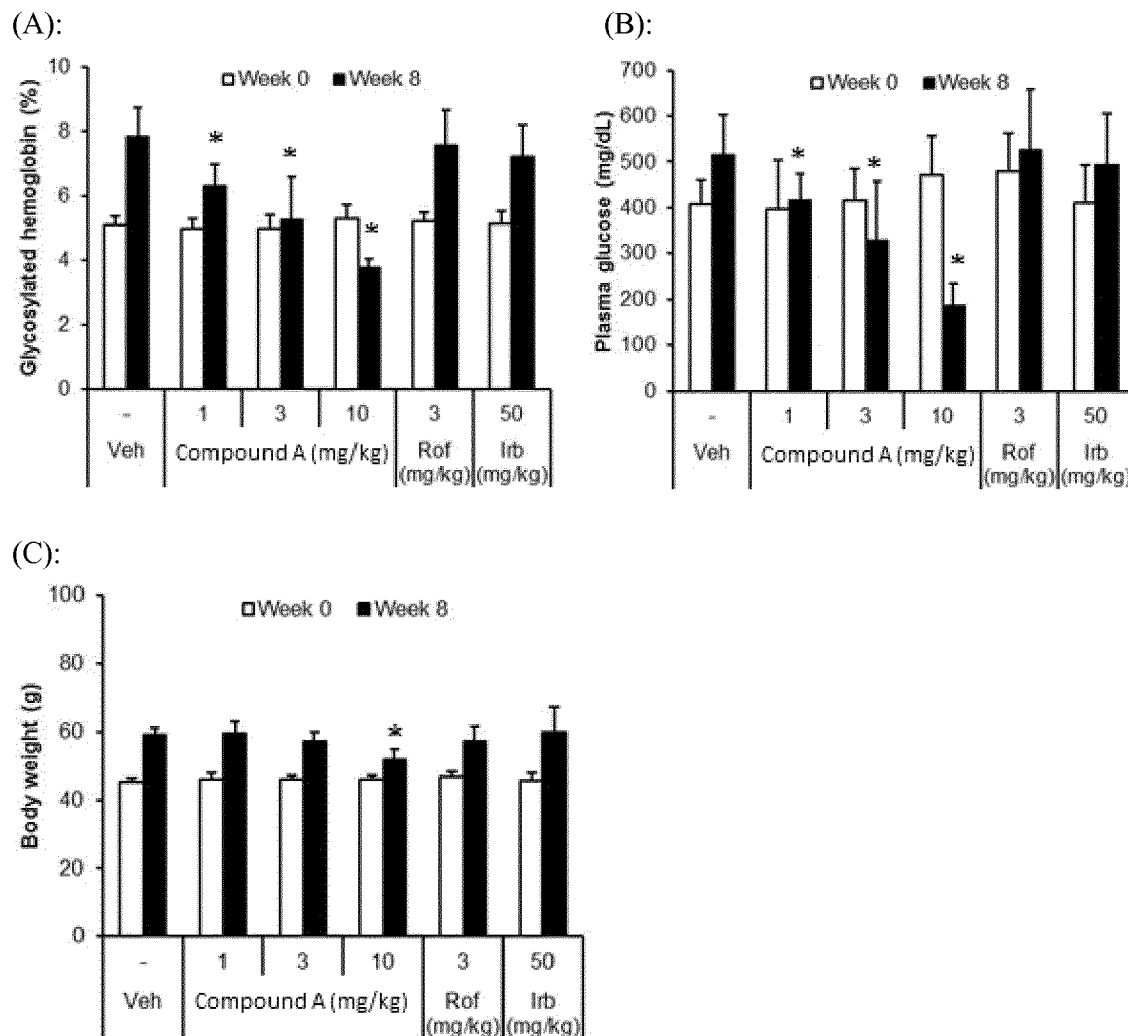 (A):
Glycosylated hemoglobin (%)
10
8
6
4
2
0
Week 0 Week 8
* * *
- 1 3 10 3 50
Veh Compound A (mg/kg) Rof (mg/kg) Irb (mg/kg)
(B):
Plasma glucose (mg/dL)
700
600
500
400
300
200
100
0
Week 0 Week 8
* * *
- 1 3 10 3 50
Veh Compound A (mg/kg) Rof (mg/kg) Irb (mg/kg)
(C):
Body weight (g)
100
80
60
40
20
0
Week 0 Week 8
*
- 1 3 10 3 50
Veh Compound A (mg/kg) Rof (mg/kg) Irb (mg/kg)